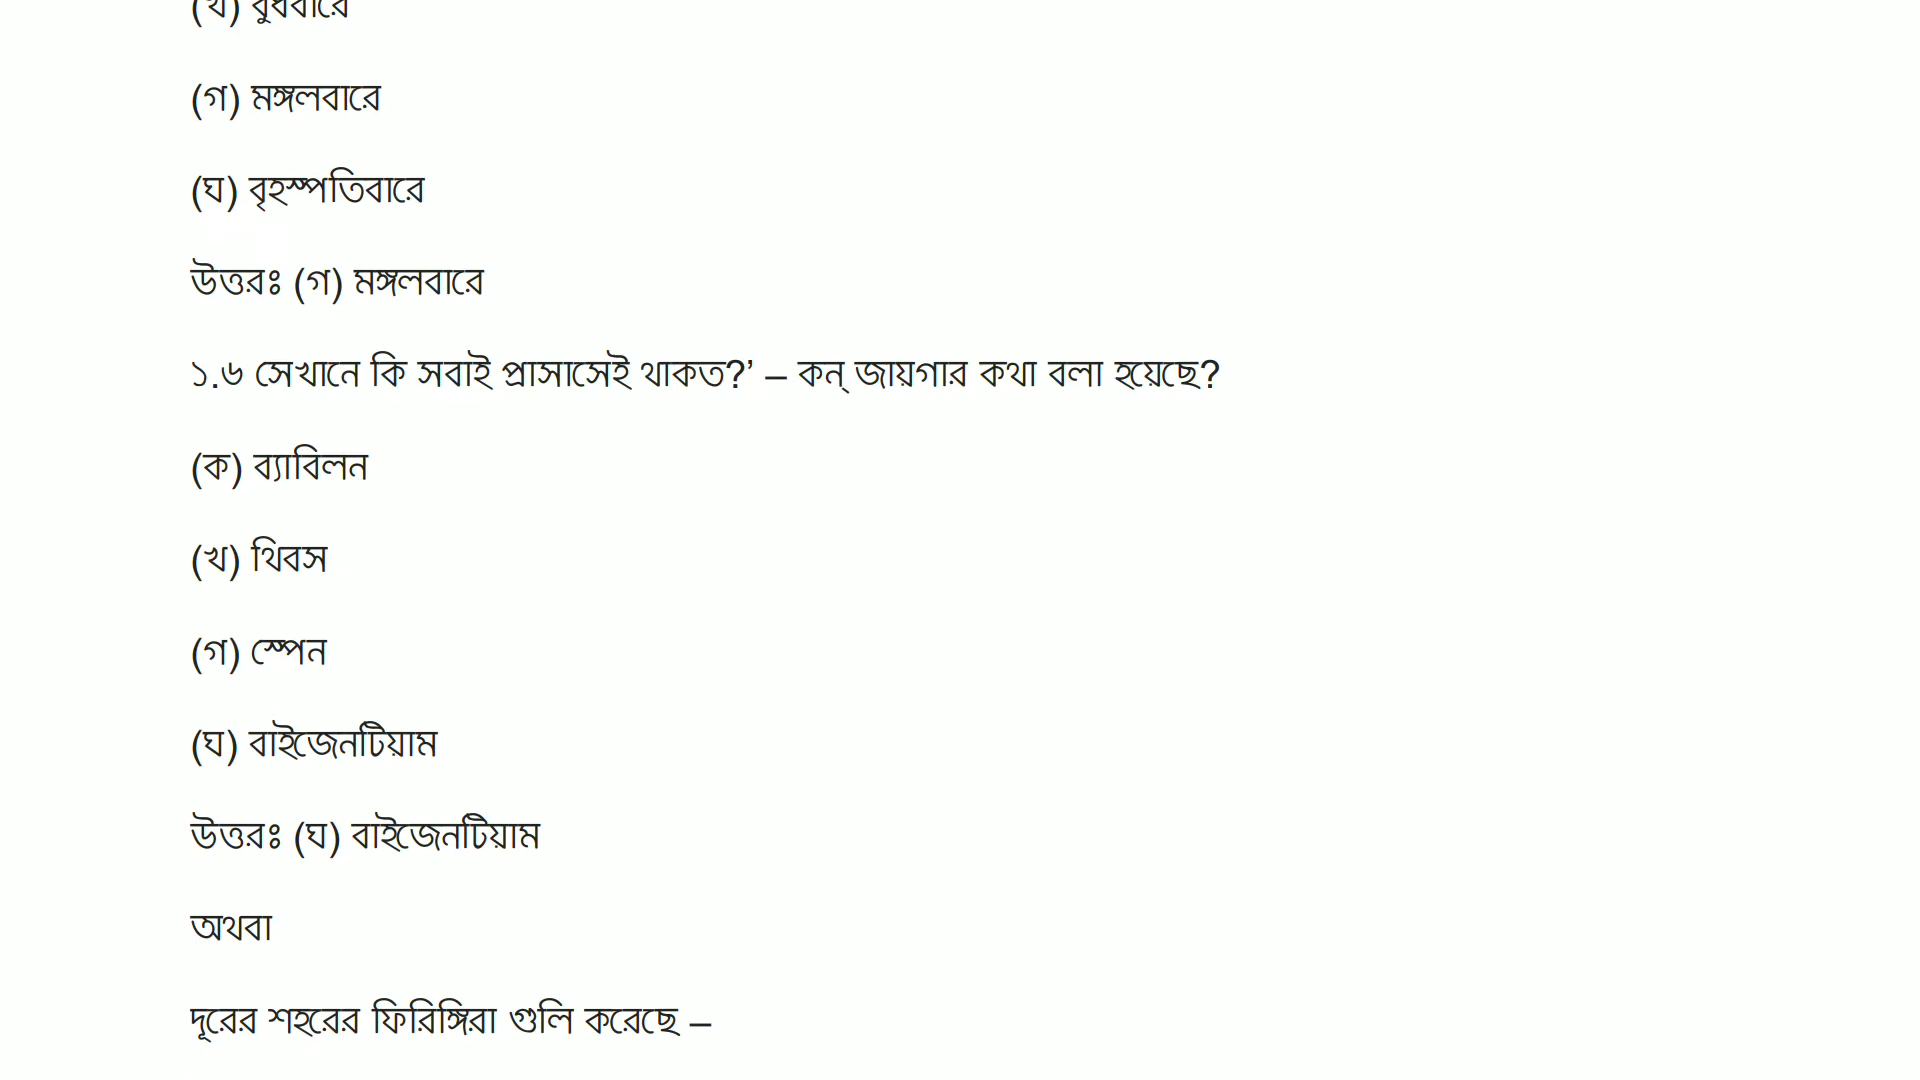 (খ) বুধবারে
(গ) মঙ্গলবারে
(ঘ) বৃহস্পতিবারে
উত্তরঃ (গ) মঙ্গলবারে
১.৬ সেখানে কি সবাই প্রাসাসেই থাকত?’ – কন্ জায়গার কথা বলা হয়েছে?
(ক) ব্যাবিলন
(খ) থিবস
(গ) স্পেন
(ঘ) বাইজেনটিয়াম
উত্তরঃ (ঘ) বাইজেনটিয়াম
অথবা
দূরের শহরের ফিরিঙ্গিরা গুলি করেছে –